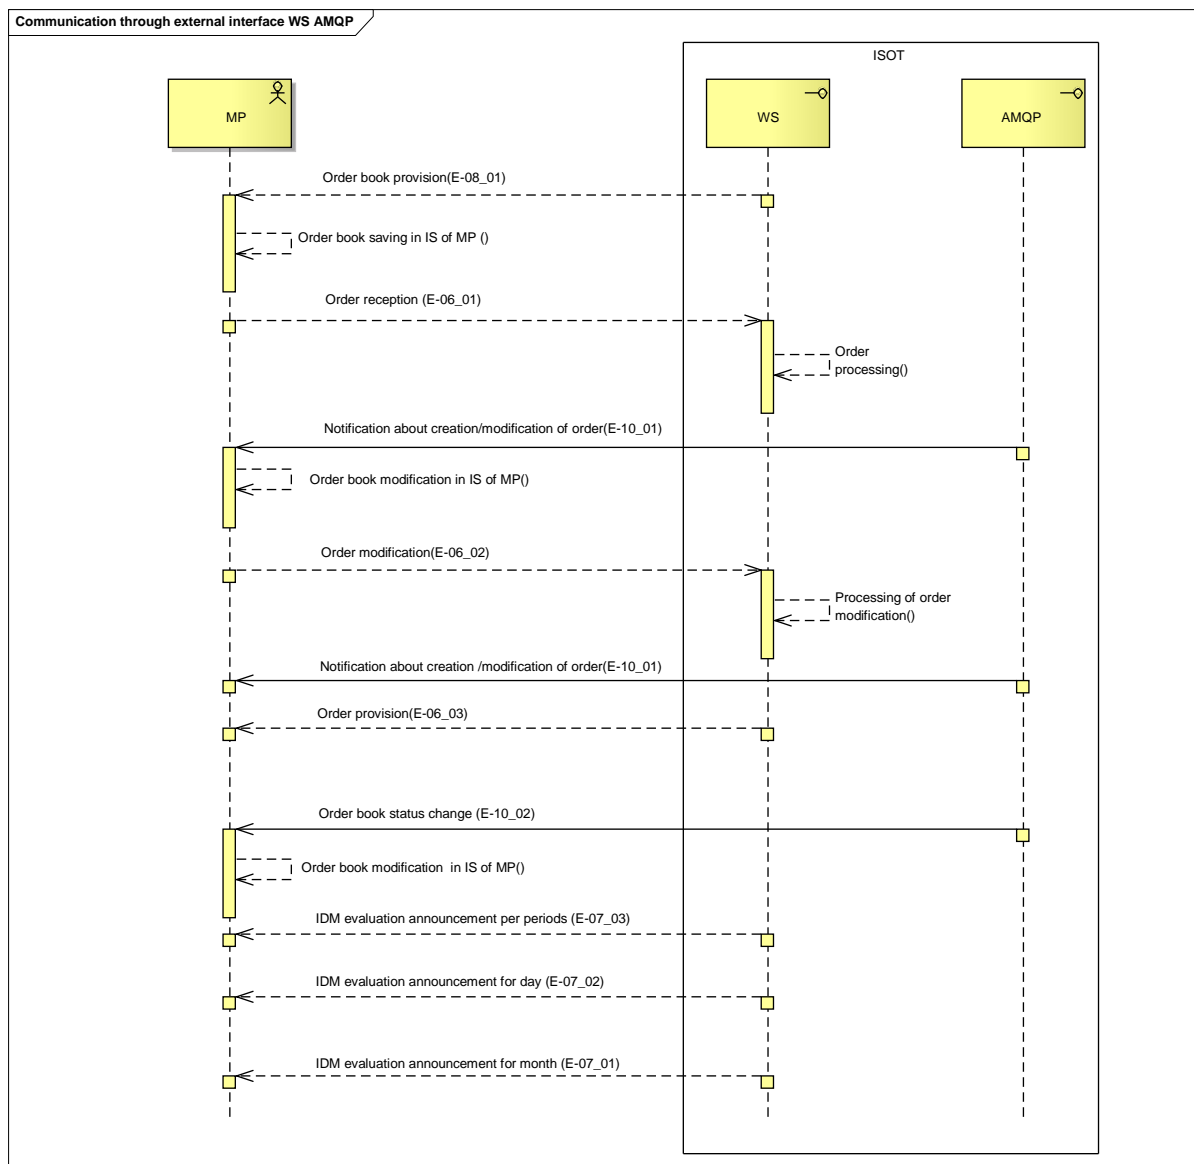 Communication through external interface WS AMQP
ISOT
MP
WS
AMQP
Order book provision(E-08_01)
Order book saving in IS of MP ()
Order reception (E-06_01)
Order
processing()
Notification about creation/modification of order(E-10_01)
Order book modification in IS of MP()
Order modification(E-06_02)
Processing of order
modification()
Notification about creation /modification of order(E-10_01)
Order provision(E-06_03)
Order book status change (E-10_02)
Order book modification  in IS of MP()
IDM evaluation announcement per periods (E-07_03)
IDM evaluation announcement for day (E-07_02)
IDM evaluation announcement for month (E-07_01)